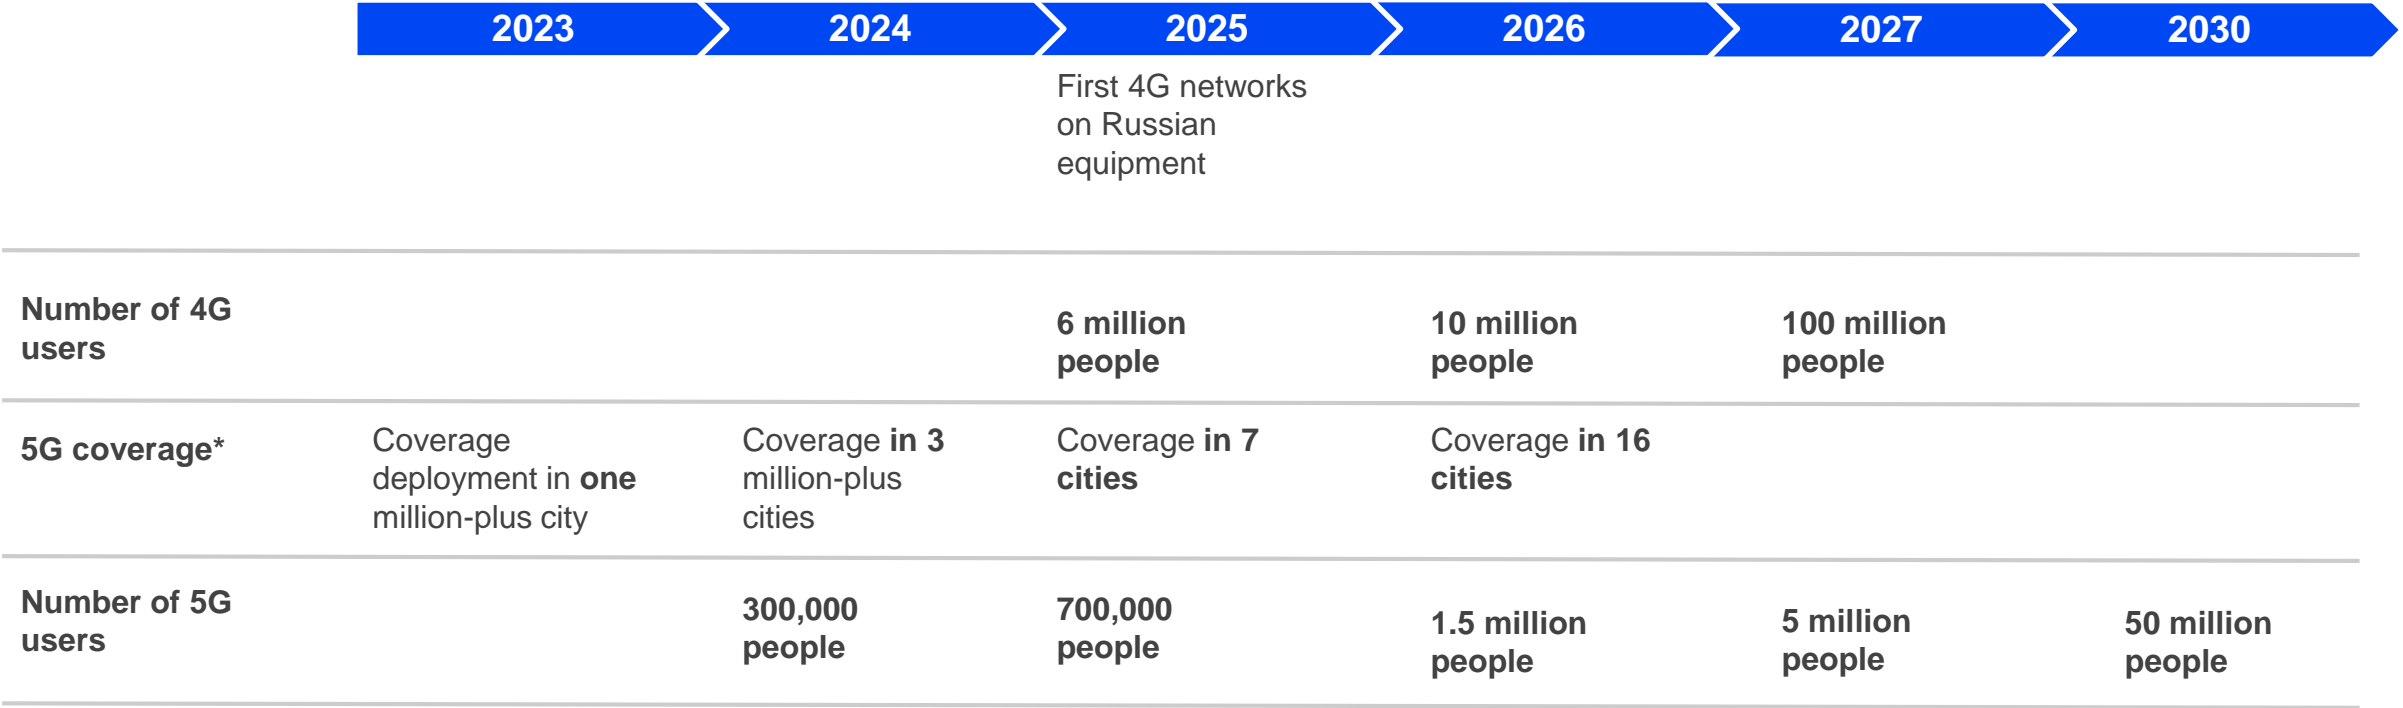 2023 2024 2025 2026 2027 2030
First 4G networks
on Russian
equipment
Number of 4G
users
6 million
people
10 million
people
100 million
people
5G coverage*
Coverage
deployment in one
million-plus city
Coverage in 3
million-plus
cities
Coverage in 7
cities
Coverage in 16
cities
Number of 5G
users
300,000
people
700,000
people
1.5 million
people
5 million
people
50 million
people